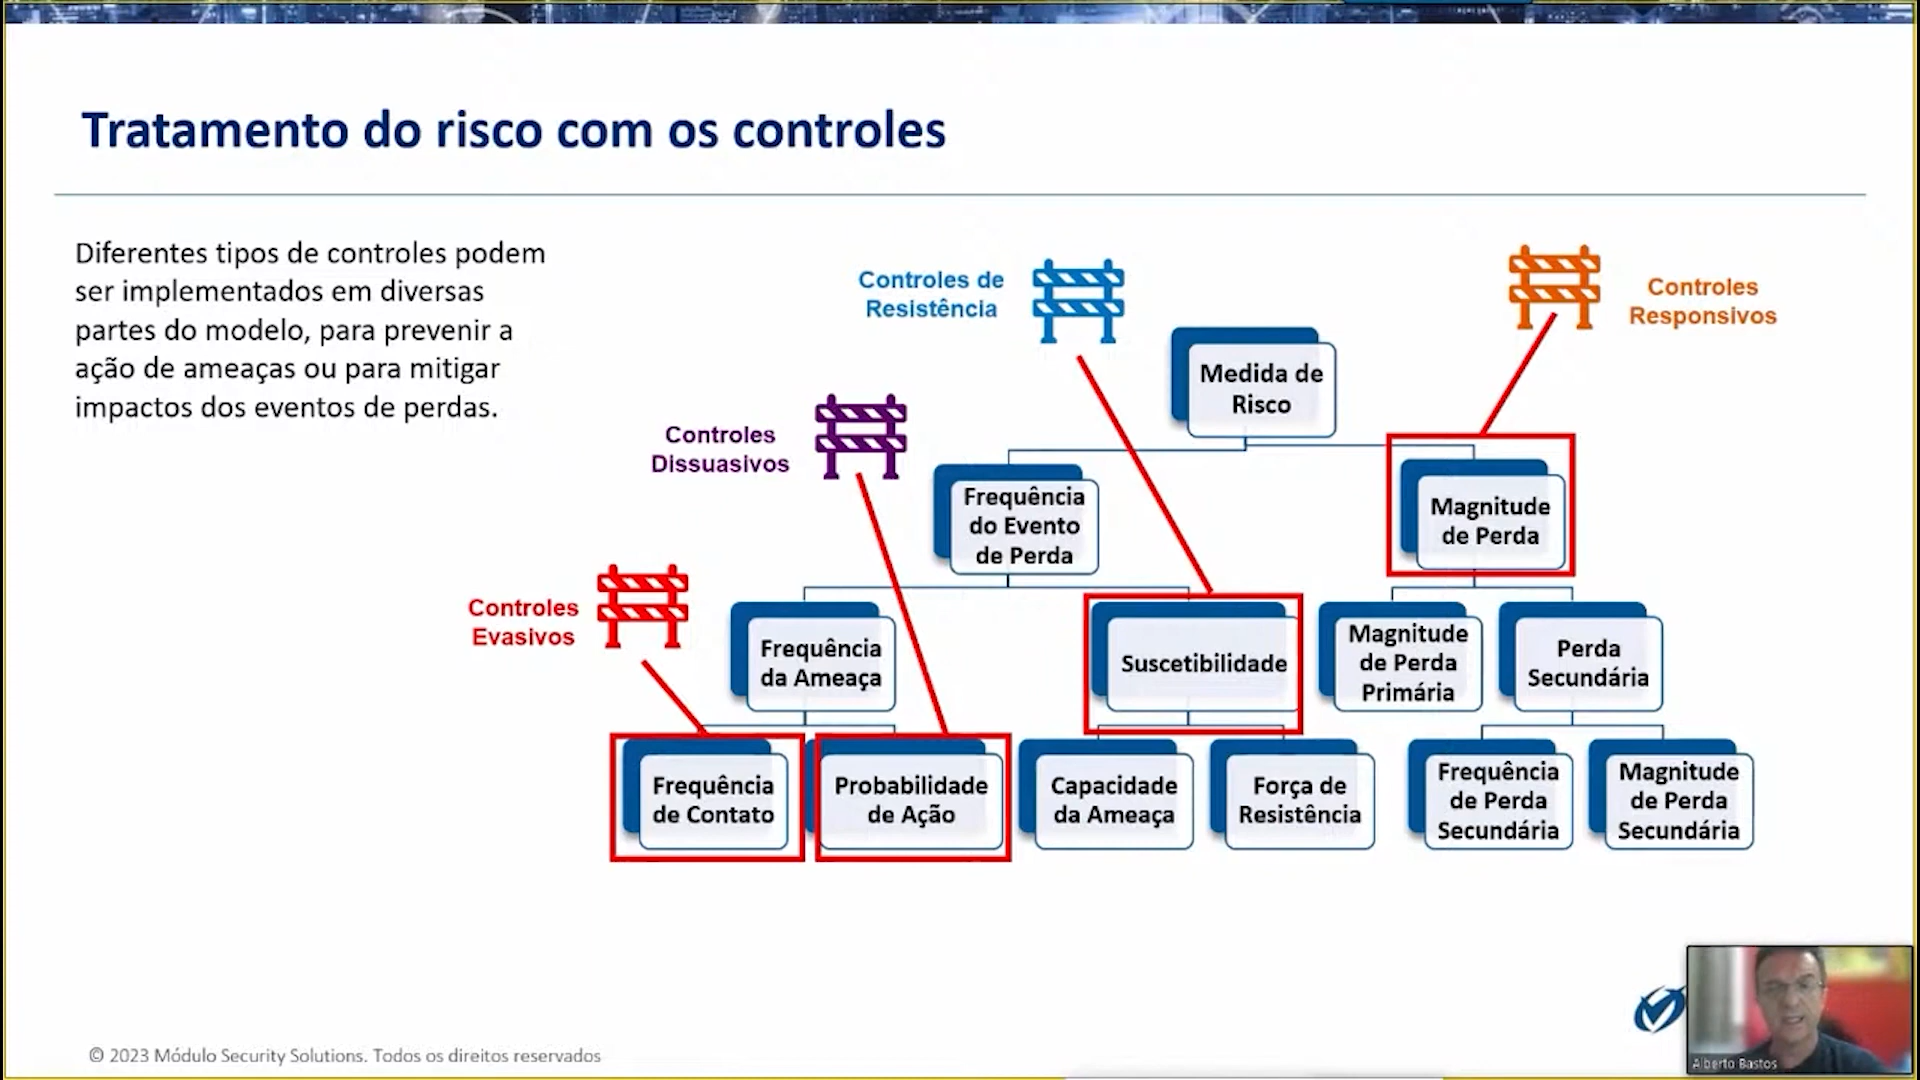 Tratamento do risco com os controles
Diferentes tipos de controles podem
ser implementados em diversas
partes do modelo, para prevenir a
ação de ameaças ou para mitigar
impactos dos eventos de perdas.
Controles de
Resistência
Controles
Responsivos
Medida de
Risco
Controles
Dissuasivos
Frequência
do Evento
de Perda
Magnitude
de Perda
Controles
Evasivos
Frequência
da Ameaça
Suscetibilidade
Magnitude
de Perda
Primária
Perda
Secundária
Frequência
de Contato
Probabilidade
de Ação
Capacidade
da Ameaça
Força de
Resistência
Frequência
de Perda
Secundária
Magnitude
de Perda
Secundária
© 2023 Módulo Security Solutions. Todos os direitos reservados
Alberto Bastos